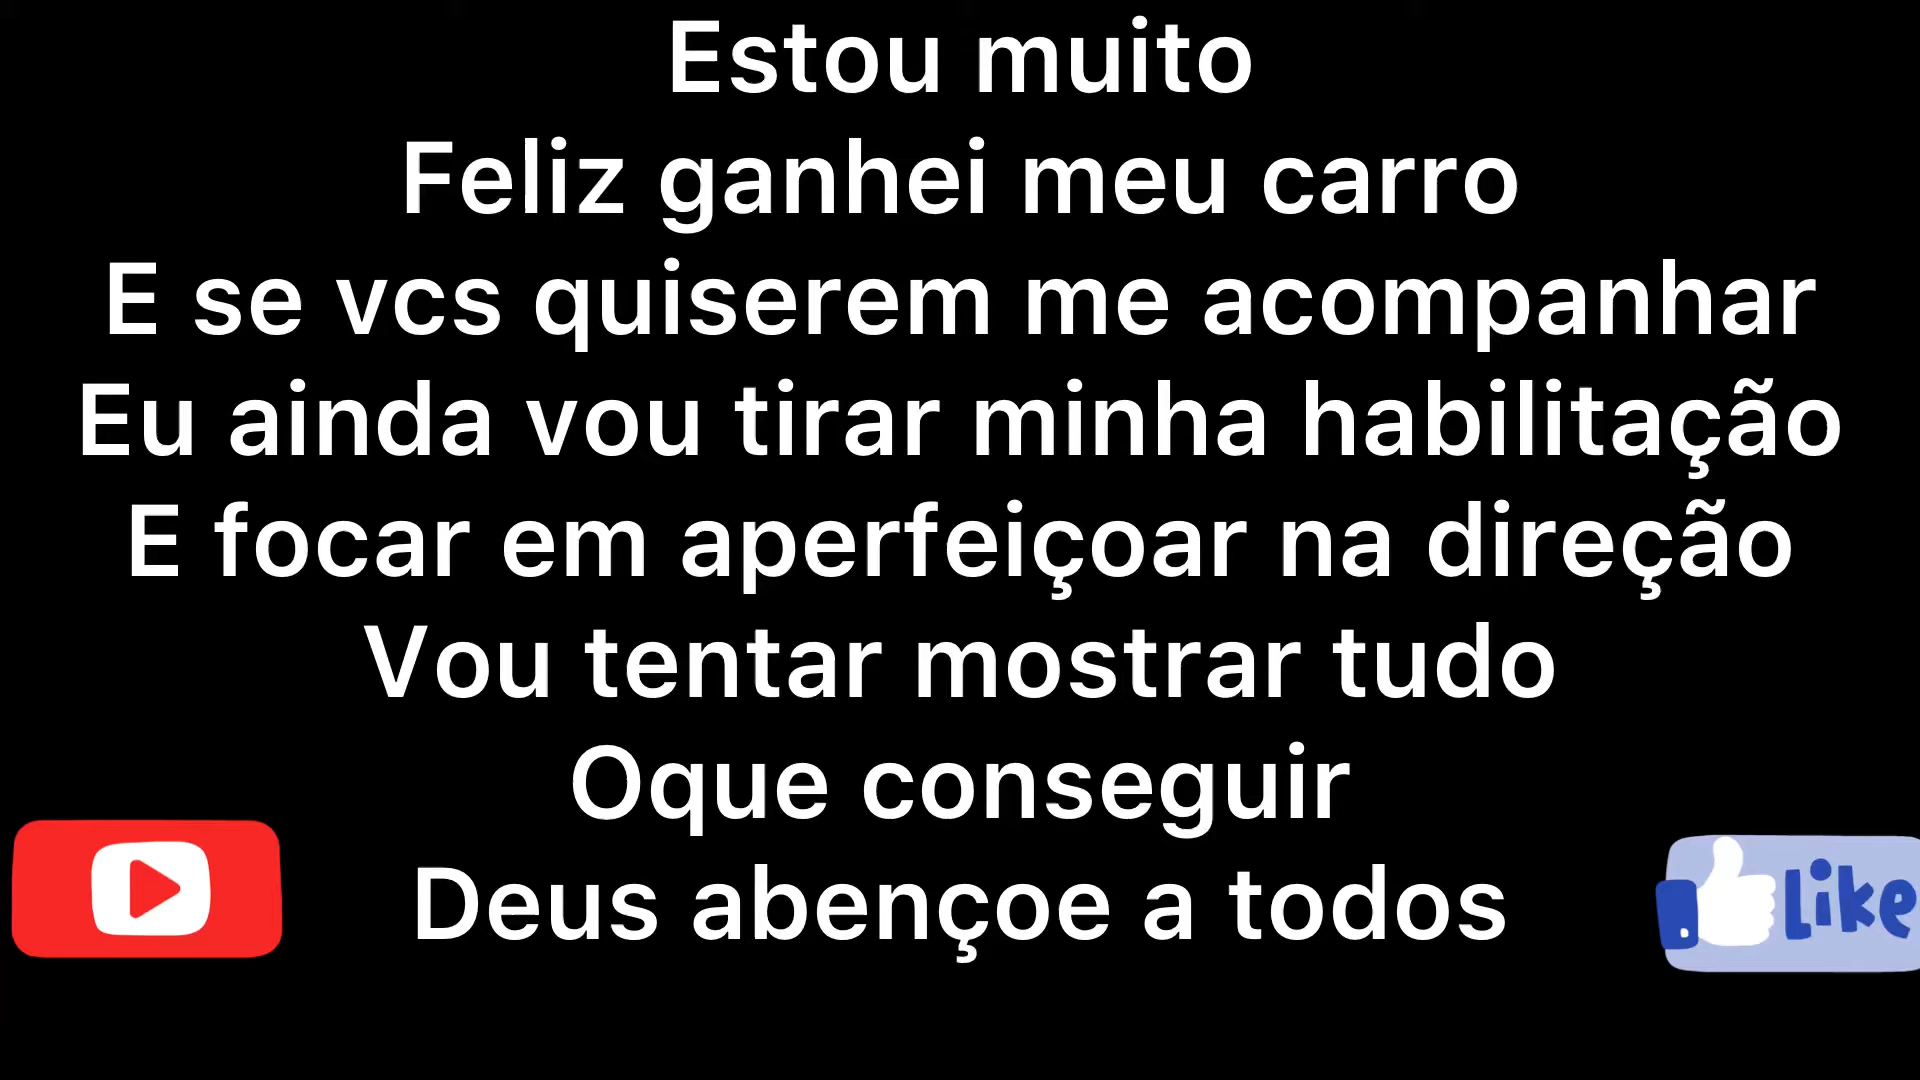 Estou muito
Feliz ganhei meu carro
E se vcs quiserem me acompanhar
Eu ainda vou tirar minha habilitação
E focar em aperfeiçoar na direção
Vou tentar mostrar tudo
Oque conseguir
Deus abençoe a todos
Like